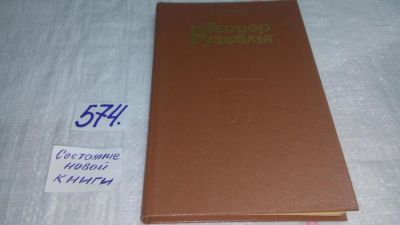 Теодор
Рузвельт
574.
Состояние
новой
книги